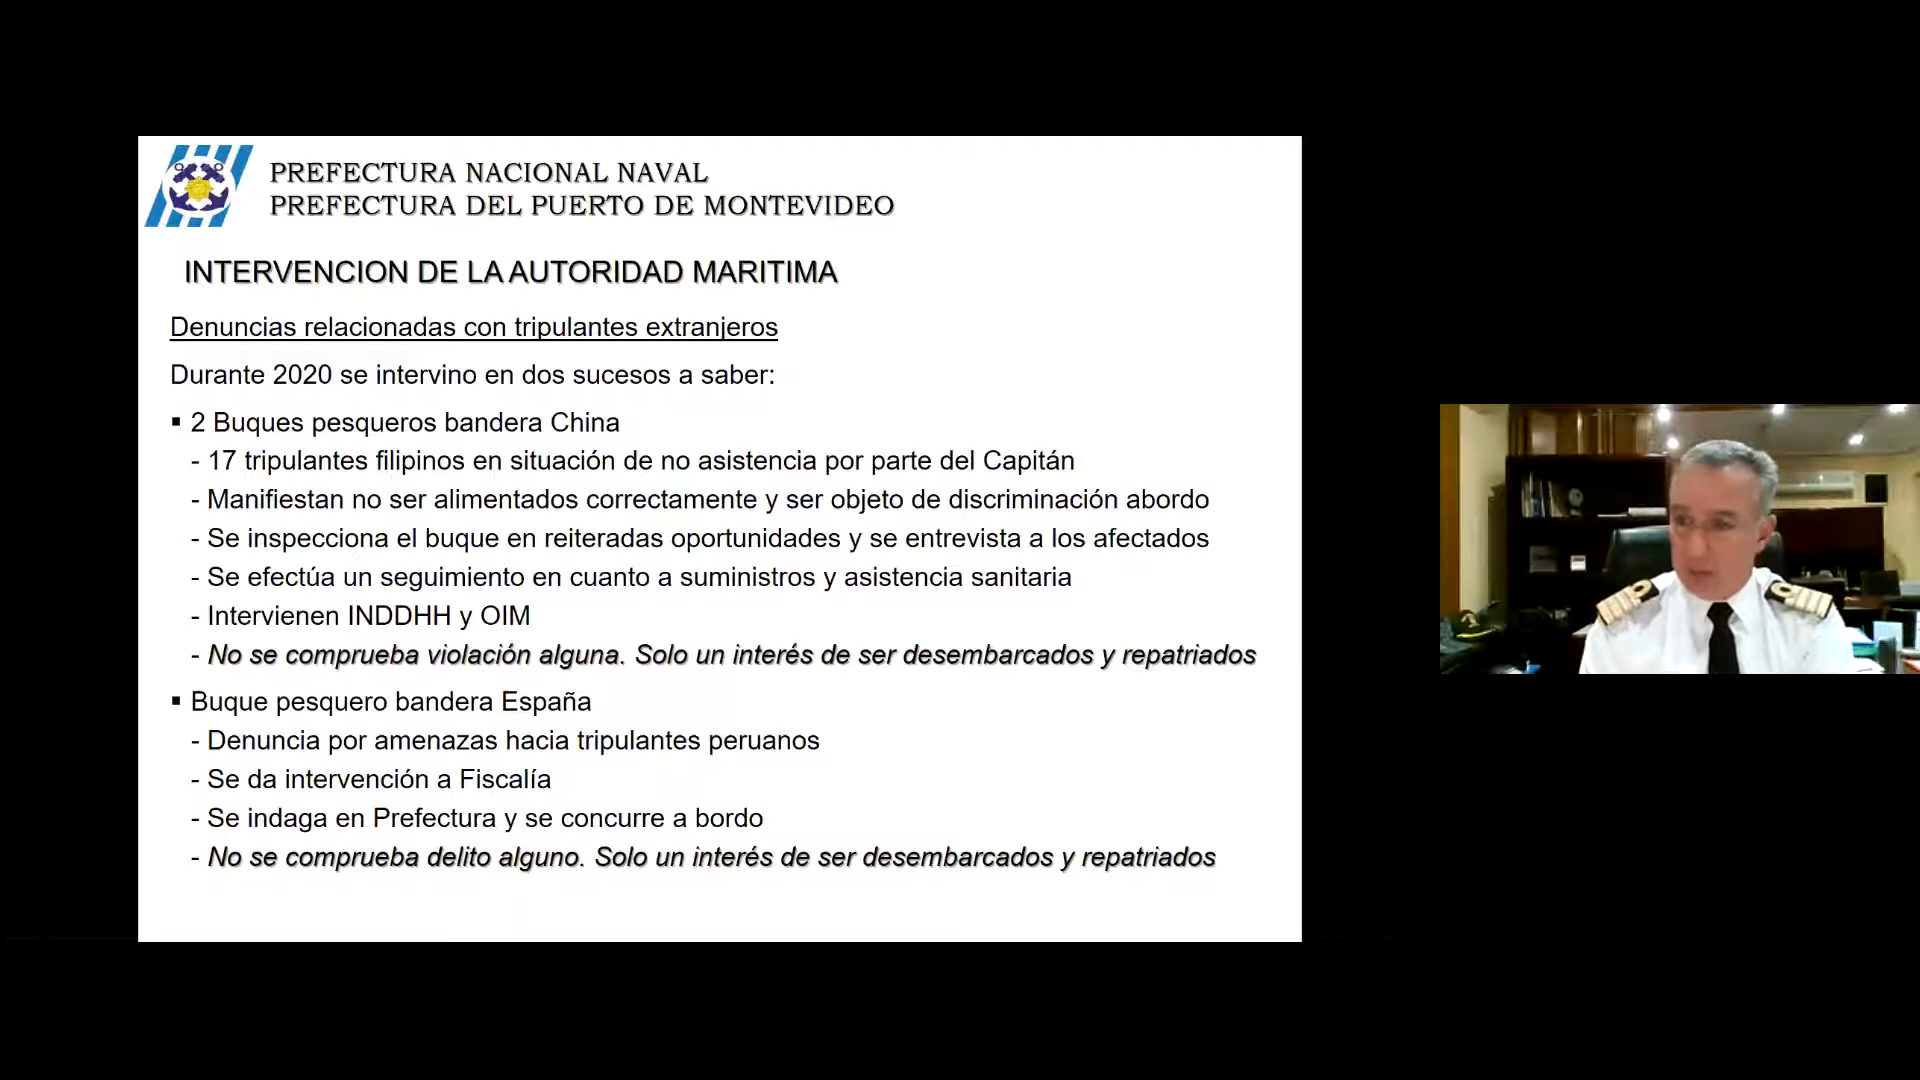 PREFECTURA NACIONAL NAVAL
PREFECTURA DEL PUERTO DE MONTEVIDEO
INTERVENCION DE LA AUTORIDAD MARITIMA
Denuncias relacionadas con tripulantes extranjeros
Durante 2020 se intervino en dos sucesos a saber:
▪ 2 Buques pesqueros bandera China
- 17 tripulantes filipinos en situación de no asistencia por parte del Capitán
- Manifiestan no ser alimentados correctamente y ser objeto de discriminación abordo
- Se inspecciona el buque en reiteradas oportunidades y se entrevista a los afectados
- Se efectúa un seguimiento en cuanto a suministros y asistencia sanitaria
- Intervienen INDDHH y OIM
- No se comprueba violación alguna. Solo un interés de ser desembarcados y repatriados
▪ Buque pesquero bandera España
- Denuncia por amenazas hacia tripulantes peruanos
- Se da intervención a Fiscalía
- Se indaga en Prefectura y se concurre a bordo
- No se comprueba delito alguno. Solo un interés de ser desembarcados y repatriados